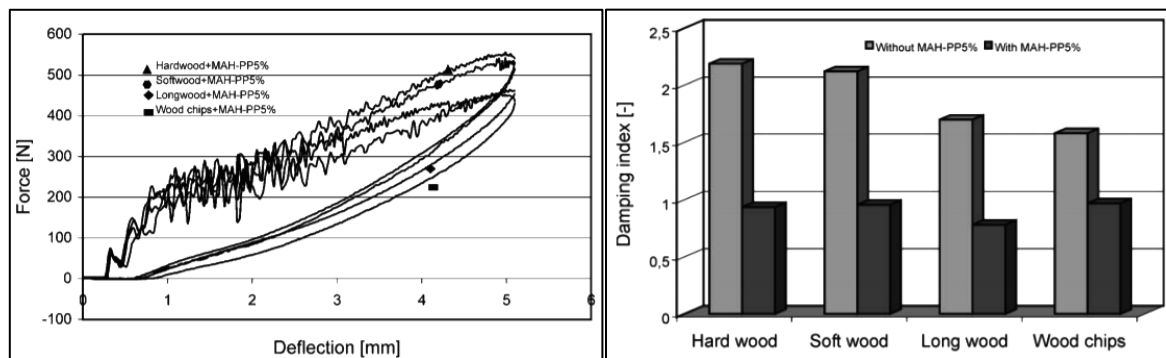 600
500
400
300
200
100
0
-100
Force [N]
Hardwood+MAH-PP5%
Softwood+MAH-PP5%
Longwood+MAH-PP5%
Wood chips+MAH-PP5%
0 1 2 3 4 5 6
Deflection [mm]
2,5
2
1,5
1
0,5
0
Damping index [-]
Without MAH-PP5% With MAH-PP5%
Hard wood Soft wood Long wood Wood chips